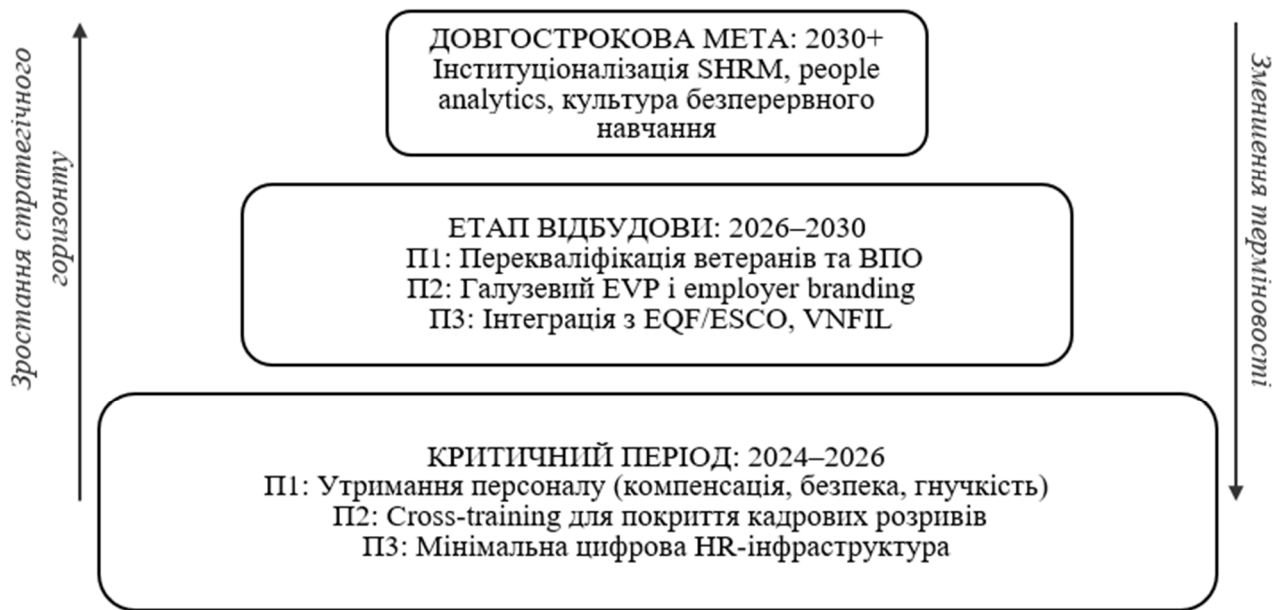 ДОВГОСТРОКОВА МЕТА: 2030+
Інституціоналізація SHRM, people
analytics, культура безперервного
навчання
Зростання стратегічного
горизонту
Зменшення терміновості
ЕТАП ВІДБУДОВИ: 2026–2030
П1: Перекваліфікація ветеранів та ВПО
П2: Галузевий EVP і employer branding
П3: Інтеграція з EQF/ESCO, VNFIL
КРИТИЧНИЙ ПЕРІОД: 2024–2026
П1: Утримання персоналу (компенсація, безпека, гнучкість)
П2: Cross-training для покриття кадрових розривів
П3: Мінімальна цифрова HR-інфраструктура